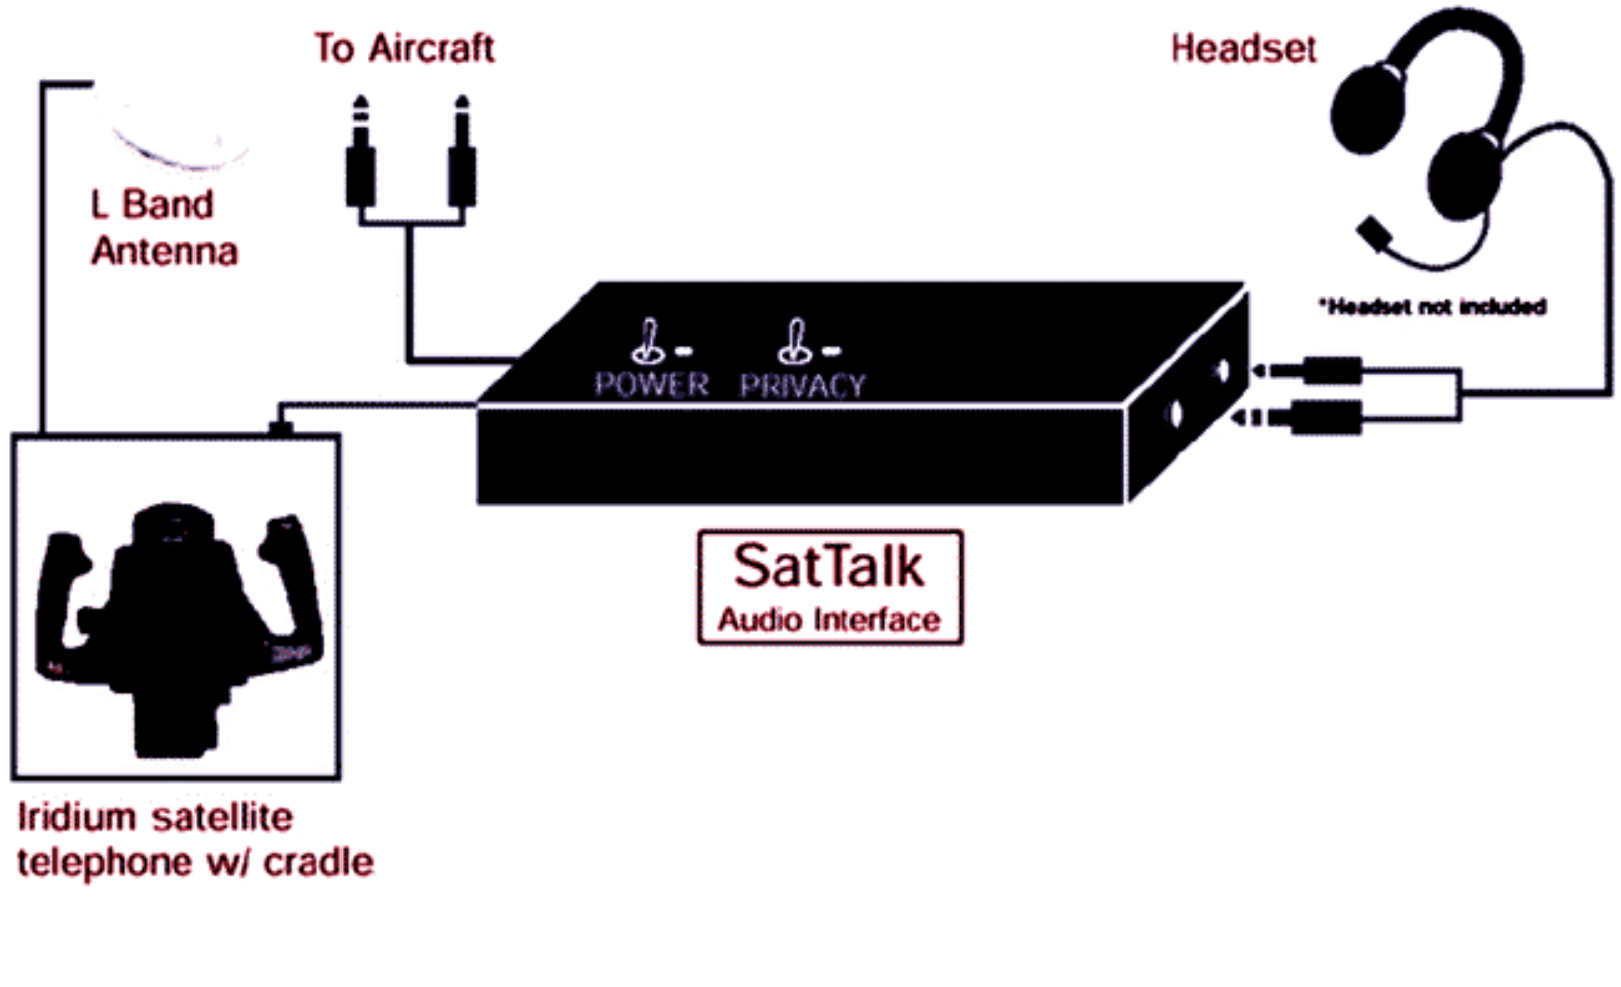 To Aircraft
Headset
L Band
Antenna
*Headset not included
POWER
PRIVACY
SatTalk
Audio Interface
Iridium satellite
telephone w/ cradle